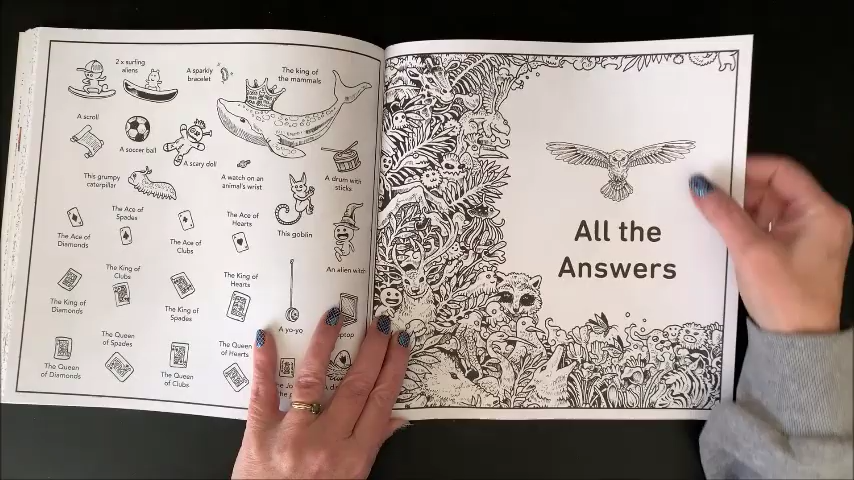 2 x surfing
aliens
A sparkly
bracelet
The king of
the mammals
A scroll
A soccer ball
A scary doll
A watch on an
animal's wrist
A drum with
sticks
This grumpy
caterpillar
This goblin
The Ace of
Diamonds
The Ace of
Spades
The Ace of
Clubs
The Ace of
Hearts
An alien witch
The King of
Diamonds
The King of
Clubs
The King of
Spades
The King of
Hearts
A yo-yo
The Queen
of Diamonds
The Queen
of Spades
The Queen
of Clubs
The Queen
of Hearts
All the
Answers